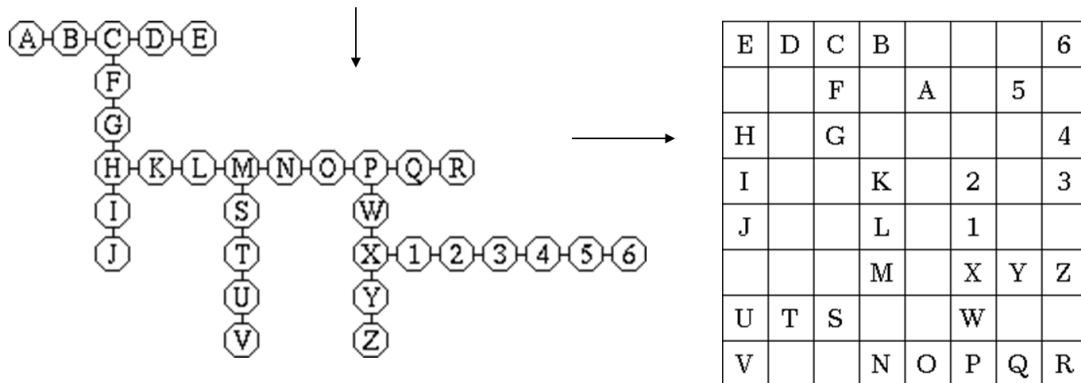 A B C D E
F
G
H K L M N O P Q R
I S W
J T X 1 2 3 4 5 6
U Y
V Z
E D C B 6
F A 5
H G 4
I K 2 3
J L 1
M X Y Z
U T S W
V N O P Q R